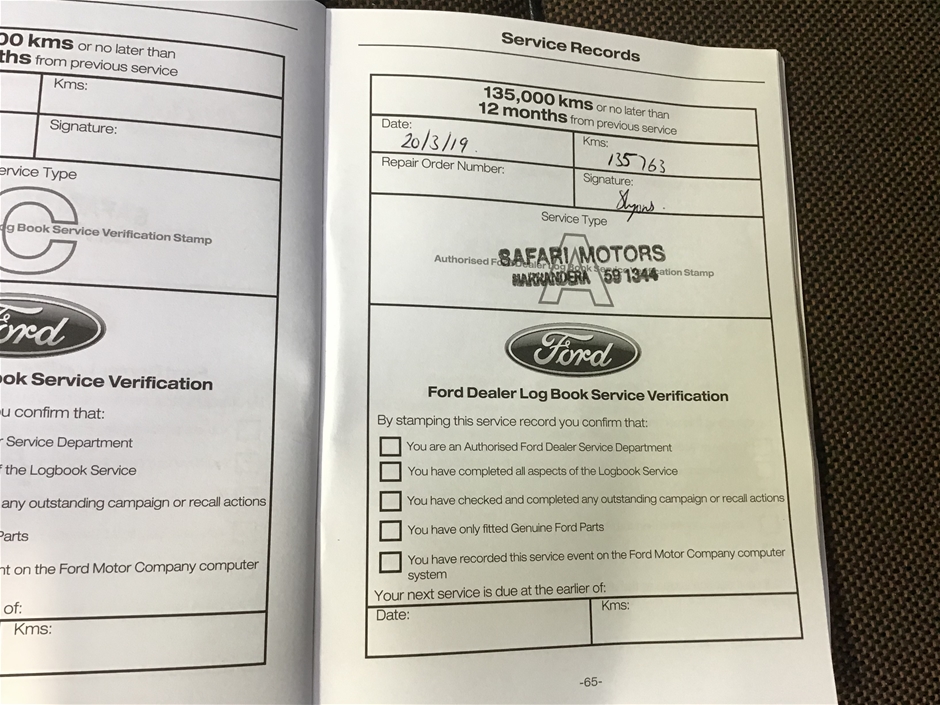 00 kms or no later than
ths from previous service
Kms:
Signature:
ervice Type
C
g Book Service Verification Stamp
Ford
ok Service Verification
u confirm that:
r Service Department
f the Logbook Service
any outstanding campaign or recall actions
Parts
nt on the Ford Motor Company computer
of:
Kms:
Service Records
135,000 kms or no later than
12 months from previous service
Date: 20/3/19
Kms: 135763
Repair Order Number:
Signature:
Service Type
A
Authorised Ford Dealer Log Book Service Verification Stamp
SAFARI MOTORS
NARRANDERA 59 1344
Ford
Ford Dealer Log Book Service Verification
By stamping this service record you confirm that:
You are an Authorised Ford Dealer Service Department
You have completed all aspects of the Logbook Service
You have checked and completed any outstanding campaign or recall actions
You have only fitted Genuine Ford Parts
You have recorded this service event on the Ford Motor Company computer
system
Your next service is due at the earlier of:
Date:
Kms:
-65-